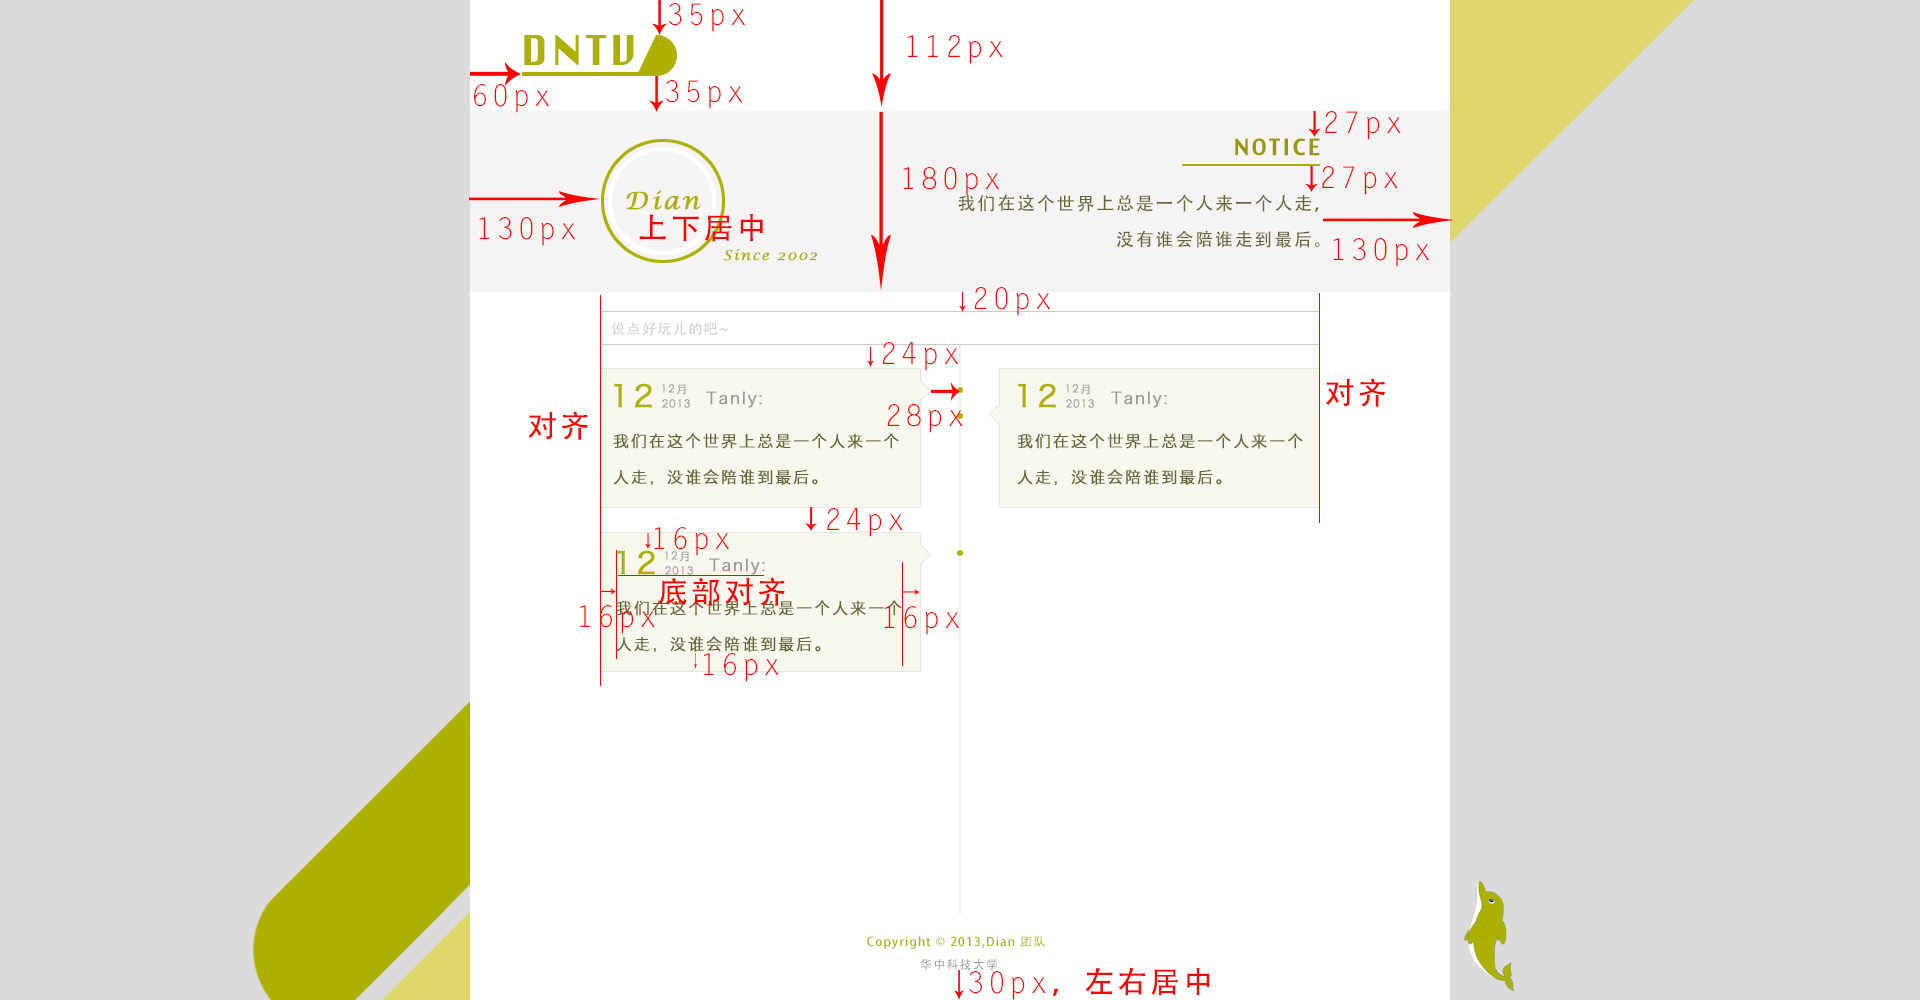 35px
DNTV
112px
60px
35px
27px
NOTICE
27px
180px
Dian
我们在这个世界上总是一个人来一个人走,
上下居中
130px
没有谁会陪谁走到最后。
130px
Since 2002
20px
说点好玩儿的吧~
24px
12
12月
2013
Tanly:
28px
12
12月
2013
Tanly:
对齐
对齐
我们在这个世界上总是一个人来一个
人走，没谁会陪谁到最后。
我们在这个世界上总是一个人来一个
人走，没谁会陪谁到最后。
24px
16px
12
12月
2013
Tanly:
底部对齐
16px
我们在这个世界上总是一个人来一个
16px
人走，没谁会陪谁到最后。
16px
Copyright © 2013,Dian 团队
华中科技大学
30px，左右居中